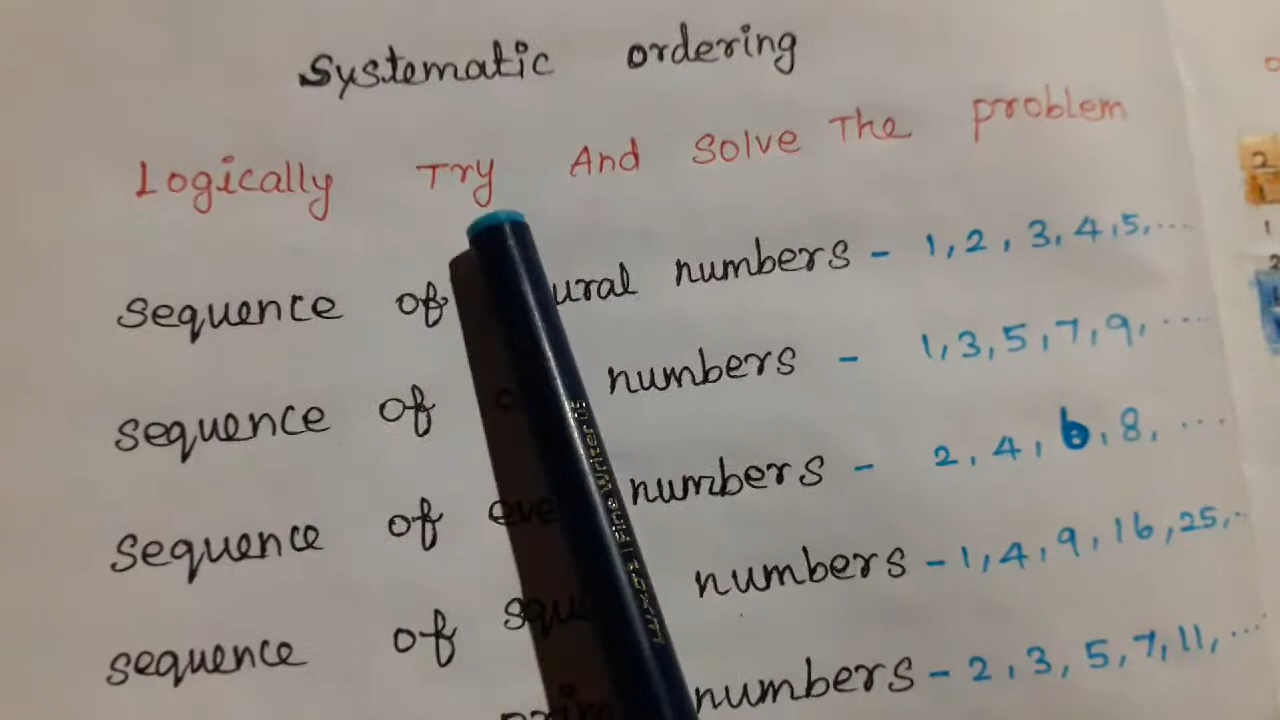 Systematic ordering
Logically Try And Solve The problem
sequence of ural numbers - 1, 2, 3, 4, 5, ...
sequence of numbers - 1, 3, 5, 7, 9, ....
sequence of eve numbers - 2, 4, 6, 8, ...
sequence of squ numbers - 1, 4, 9, 16, 25, ..
numbers - 2, 3, 5, 7, 11, ...